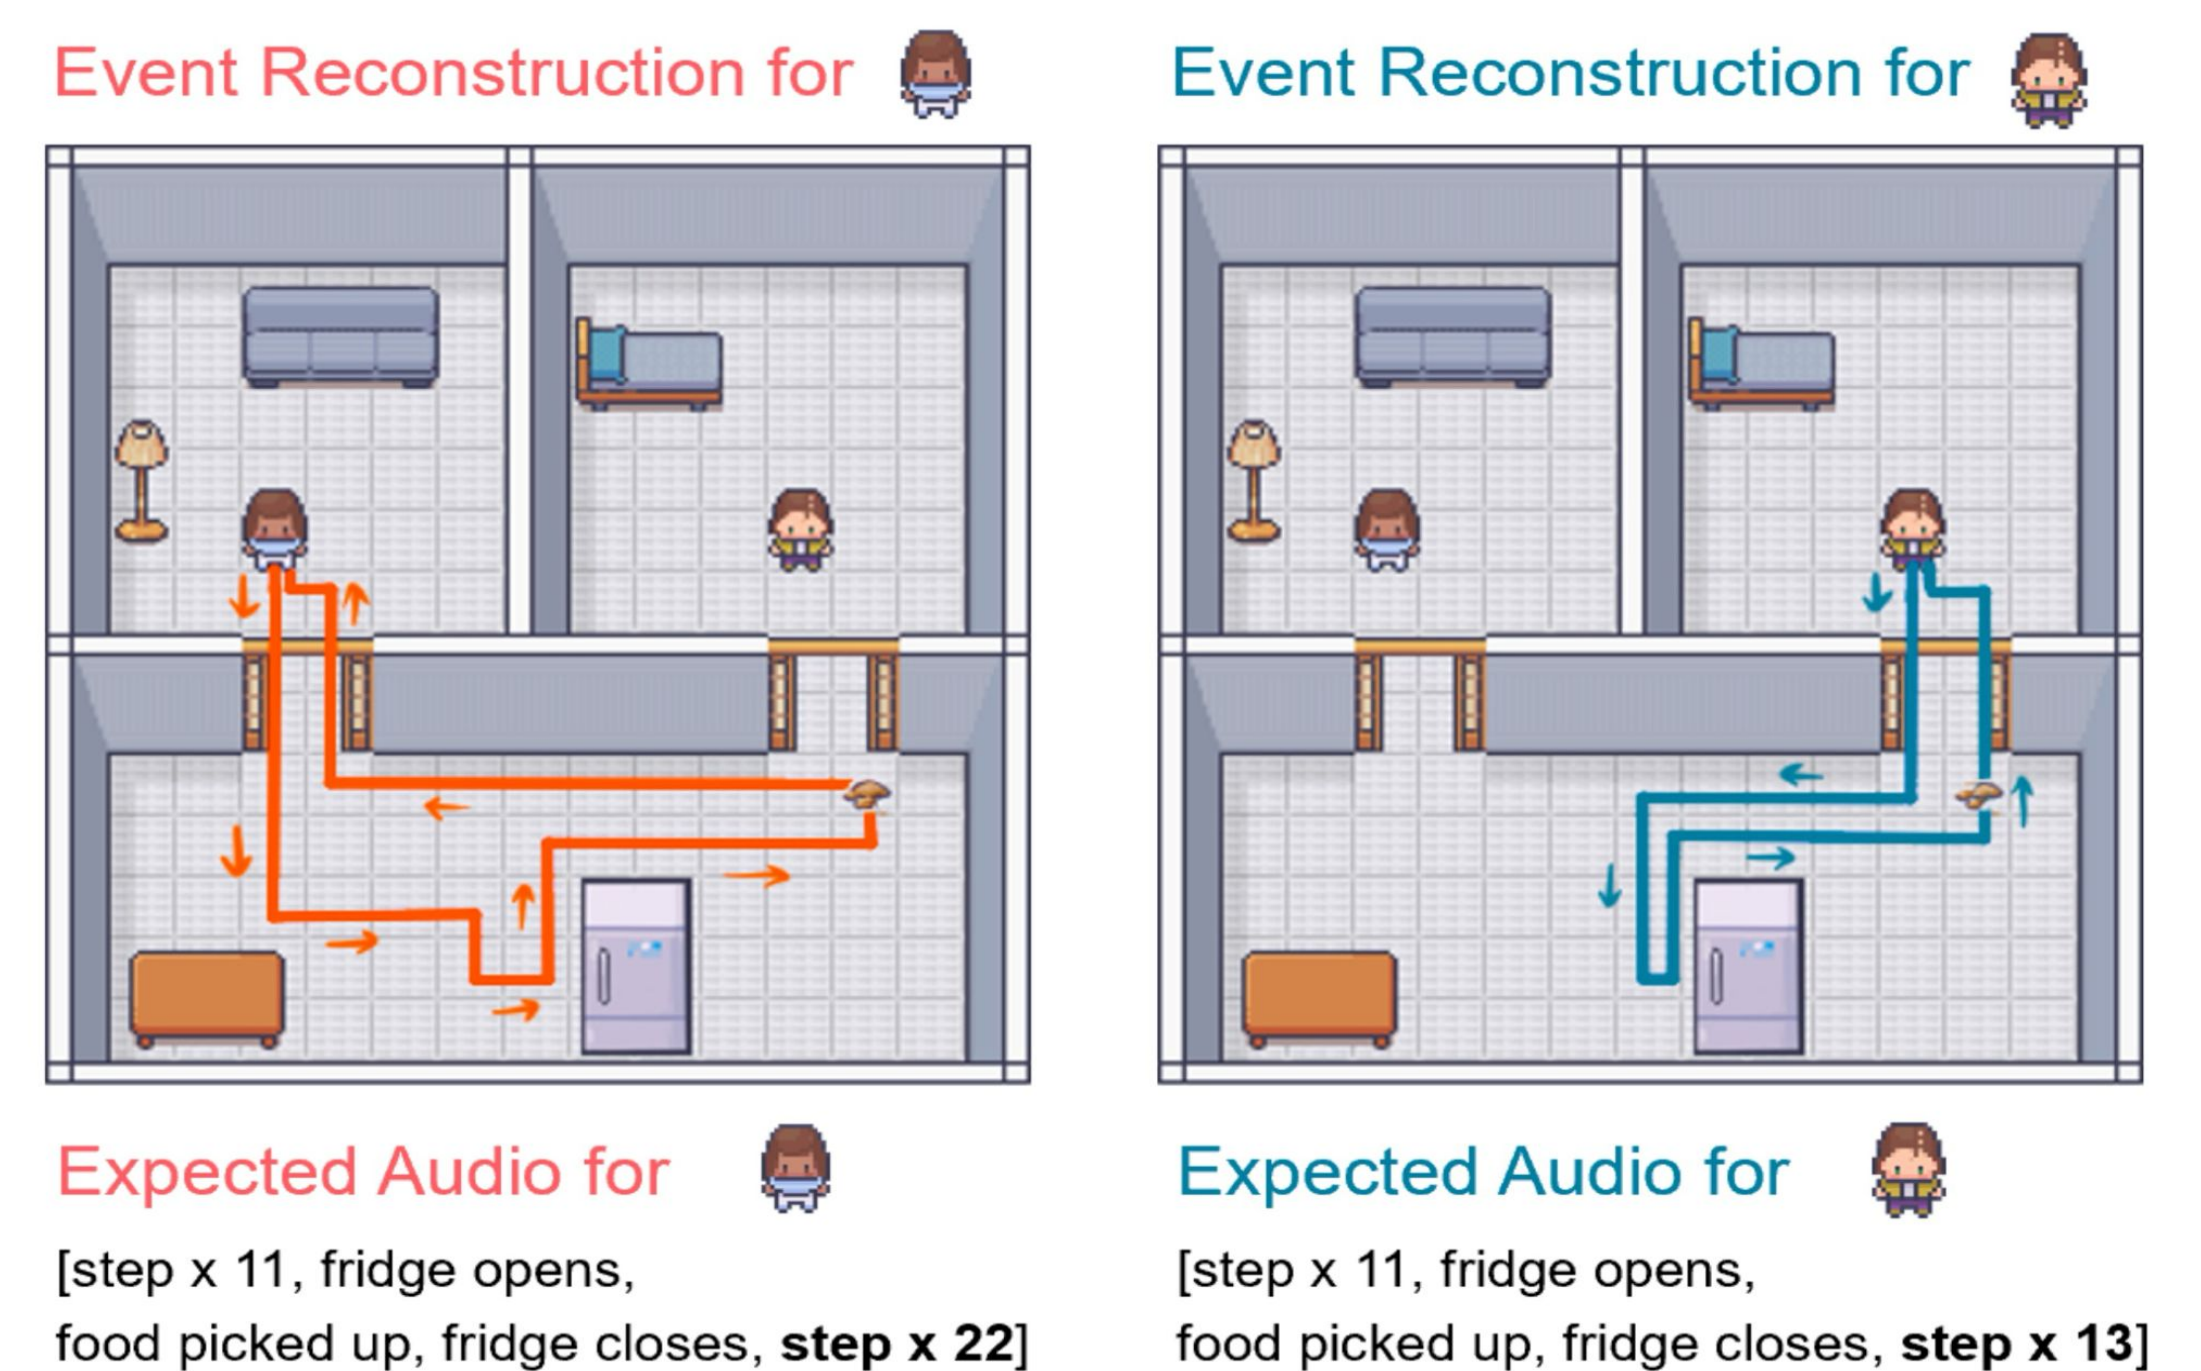 Event Reconstruction for
Event Reconstruction for
Expected Audio for
[step x 11, fridge opens,
food picked up, fridge closes, step x 22]
Expected Audio for
[step x 11, fridge opens,
food picked up, fridge closes, step x 13]